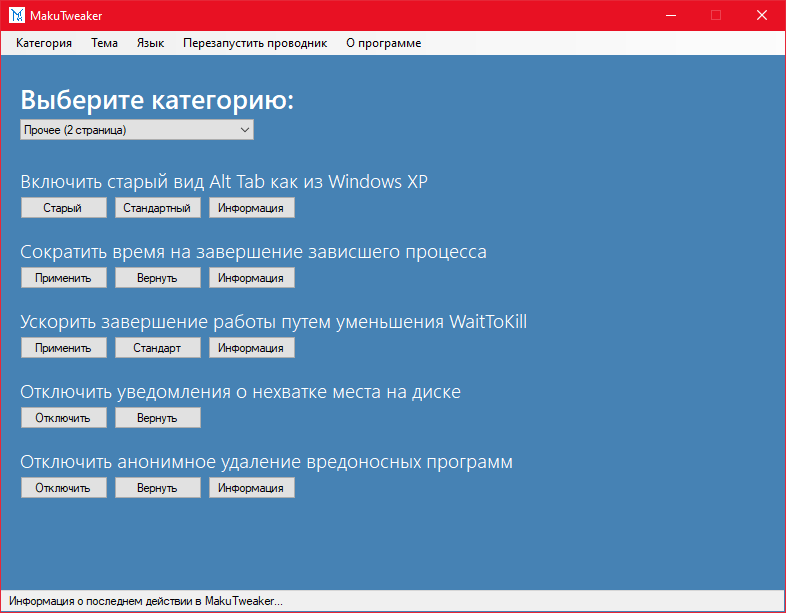 MakuTweaker
Категория Тема Язык Перезапустить проводник О программе
Выберите категорию:
Прочее (2 страница)
Включить старый вид Alt Tab как из Windows XP
Старый Стандартный Информация
Сократить время на завершение зависшего процесса
Применить Вернуть Информация
Ускорить завершение работы путем уменьшения WaitToKill
Применить Стандарт Информация
Отключить уведомления о нехватке места на диске
Отключить Вернуть
Отключить анонимное удаление вредоносных программ
Отключить Вернуть Информация
Информация о последнем действии в MakuTweaker...